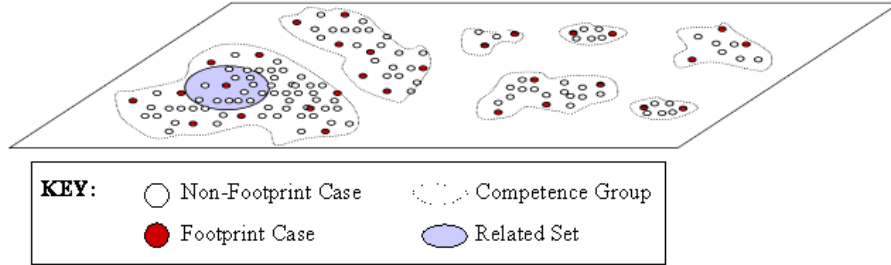 KEY: Non-Footprint Case Competence Group
Footprint Case Related Set